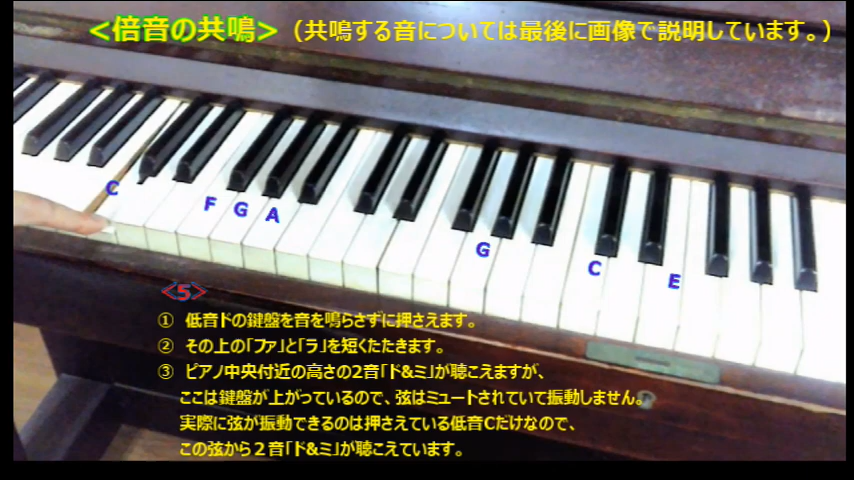 <倍音の共鳴>（共鳴する音については最後に画像で説明しています。）
C
F G A
G
C
E
<5>
① 低音ドの鍵盤を音を鳴らさずに押さえます。
② その上の「ファ」と「ラ」を短くたたきます。
③ ピアノ中央付近の高さの2音「ド&ミ」が聴こえますが、
ここは鍵盤が上がっているので、弦はミュートされていて振動しません。
実際に弦が振動できるのは押さえている低音Cだけなので、
この弦から２音「ド&ミ」が聴こえています。